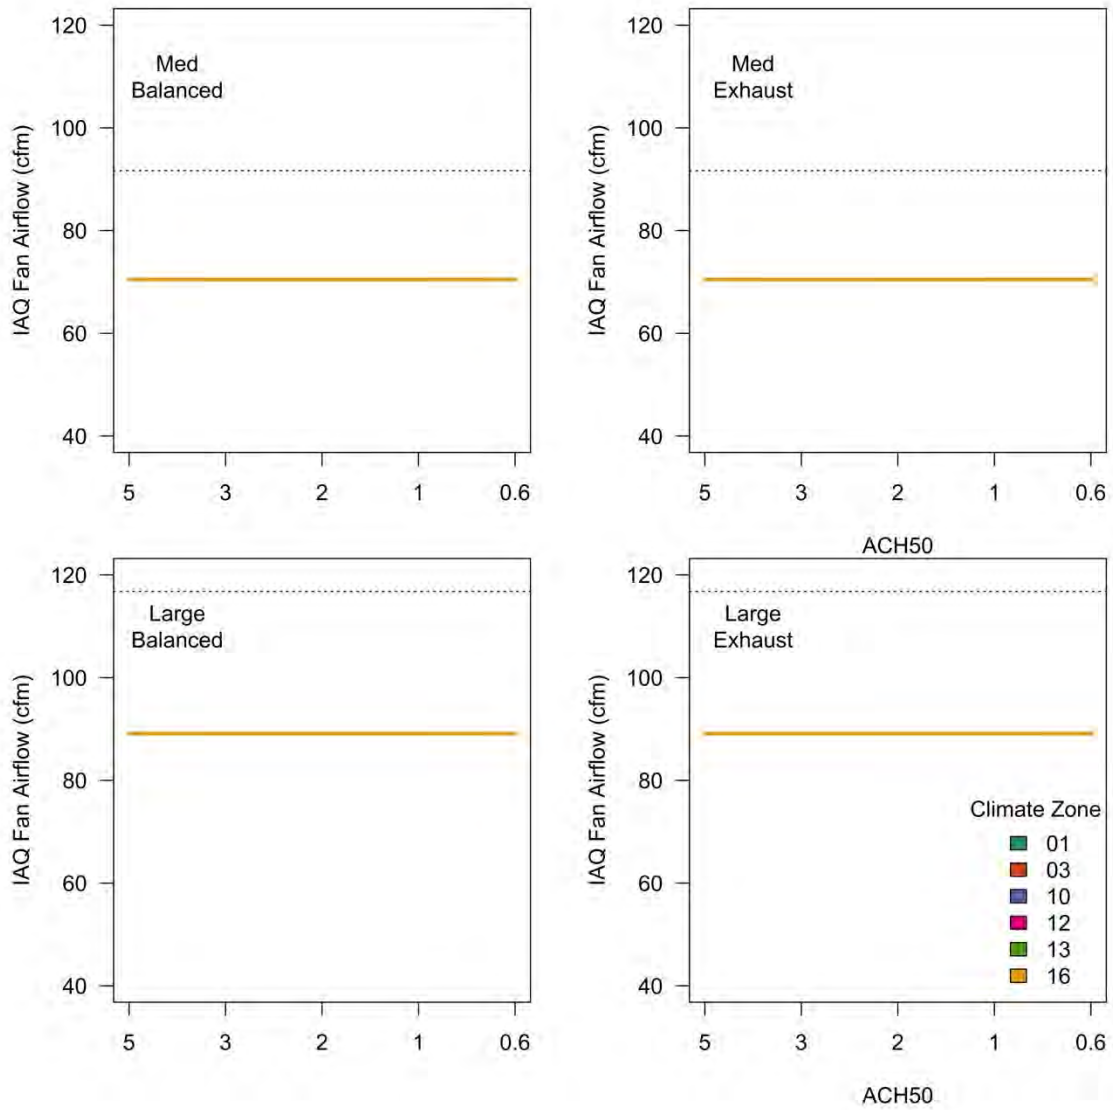 Med
Balanced
IAQ Fan Airflow (cfm)
120
100
80
60
40
5 3 2 1 0.6
Med
Exhaust
IAQ Fan Airflow (cfm)
120
100
80
60
40
5 3 2 1 0.6
ACH50
Large
Balanced
IAQ Fan Airflow (cfm)
120
100
80
60
40
5 3 2 1 0.6
Large
Exhaust
IAQ Fan Airflow (cfm)
120
100
80
60
40
Climate Zone
01
03
10
12
13
16
5 3 2 1 0.6
ACH50